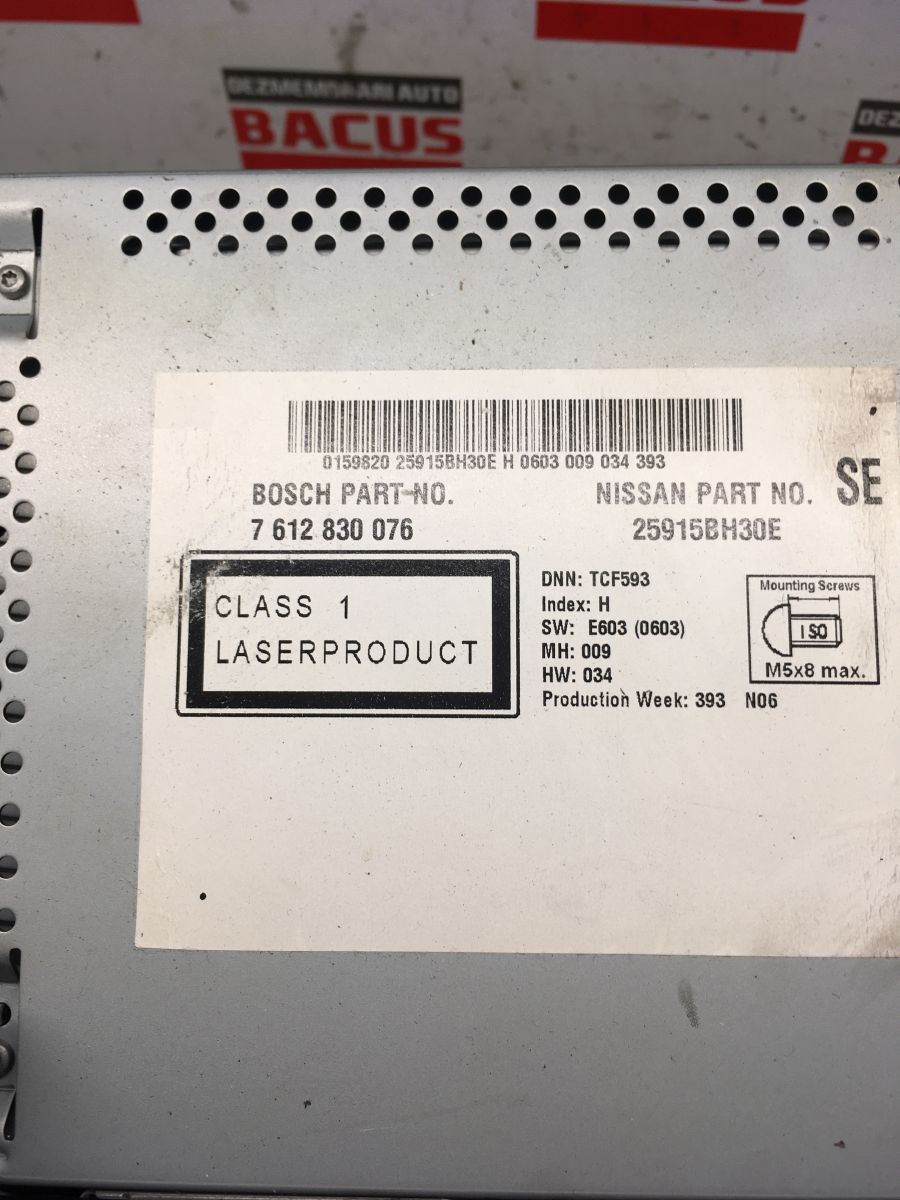 DEZMEMBRARI AUTO
BACUS
DEZ
0159820 25915BH30E H 0603 009 034 393
BOSCH PART-NO.
7 612 830 076
NISSAN PART NO.
25915BH30E
SE
CLASS 1
LASERPRODUCT
DNN: TCF593
Index: H
SW: E603 (0603)
MH: 009
HW: 034
Production Week: 393 N06
Mounting Screws
ISO
M5x8 max.